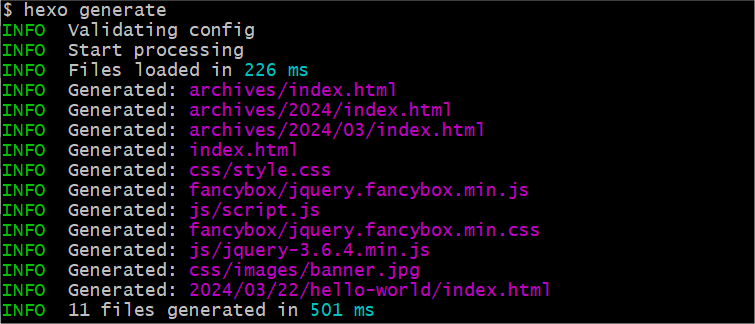 $ hexo generate
INFO  Validating config
INFO  Start processing
INFO  Files loaded in 226 ms
INFO  Generated: archives/index.html
INFO  Generated: archives/2024/index.html
INFO  Generated: archives/2024/03/index.html
INFO  Generated: index.html
INFO  Generated: css/style.css
INFO  Generated: fancybox/jquery.fancybox.min.js
INFO  Generated: js/script.js
INFO  Generated: fancybox/jquery.fancybox.min.css
INFO  Generated: js/jquery-3.6.4.min.js
INFO  Generated: css/images/banner.jpg
INFO  Generated: 2024/03/22/hello-world/index.html
INFO  11 files generated in 501 ms